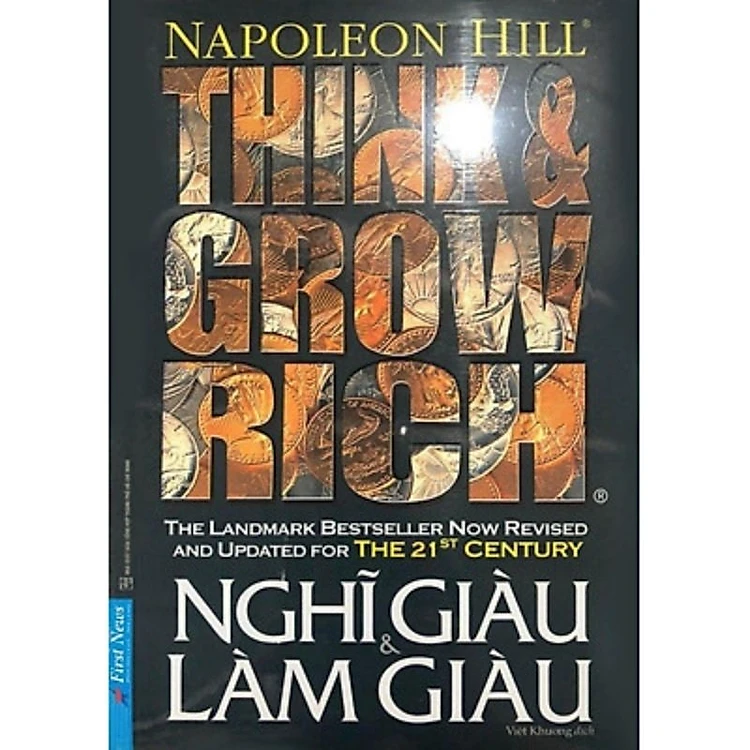 NAPOLEON HILL®
THINK &
GROW
RICH®
THE LANDMARK BESTSELLER NOW REVISED
AND UPDATED FOR THE 21ST CENTURY
NGHĨ GIÀU
&
LÀM GIÀU
Việt Khương dịch
First News